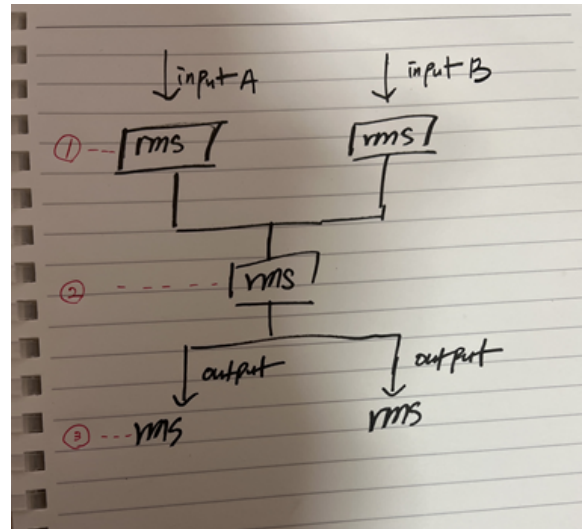 input A input B
① rms rms
② rms
output output
③ rms rms